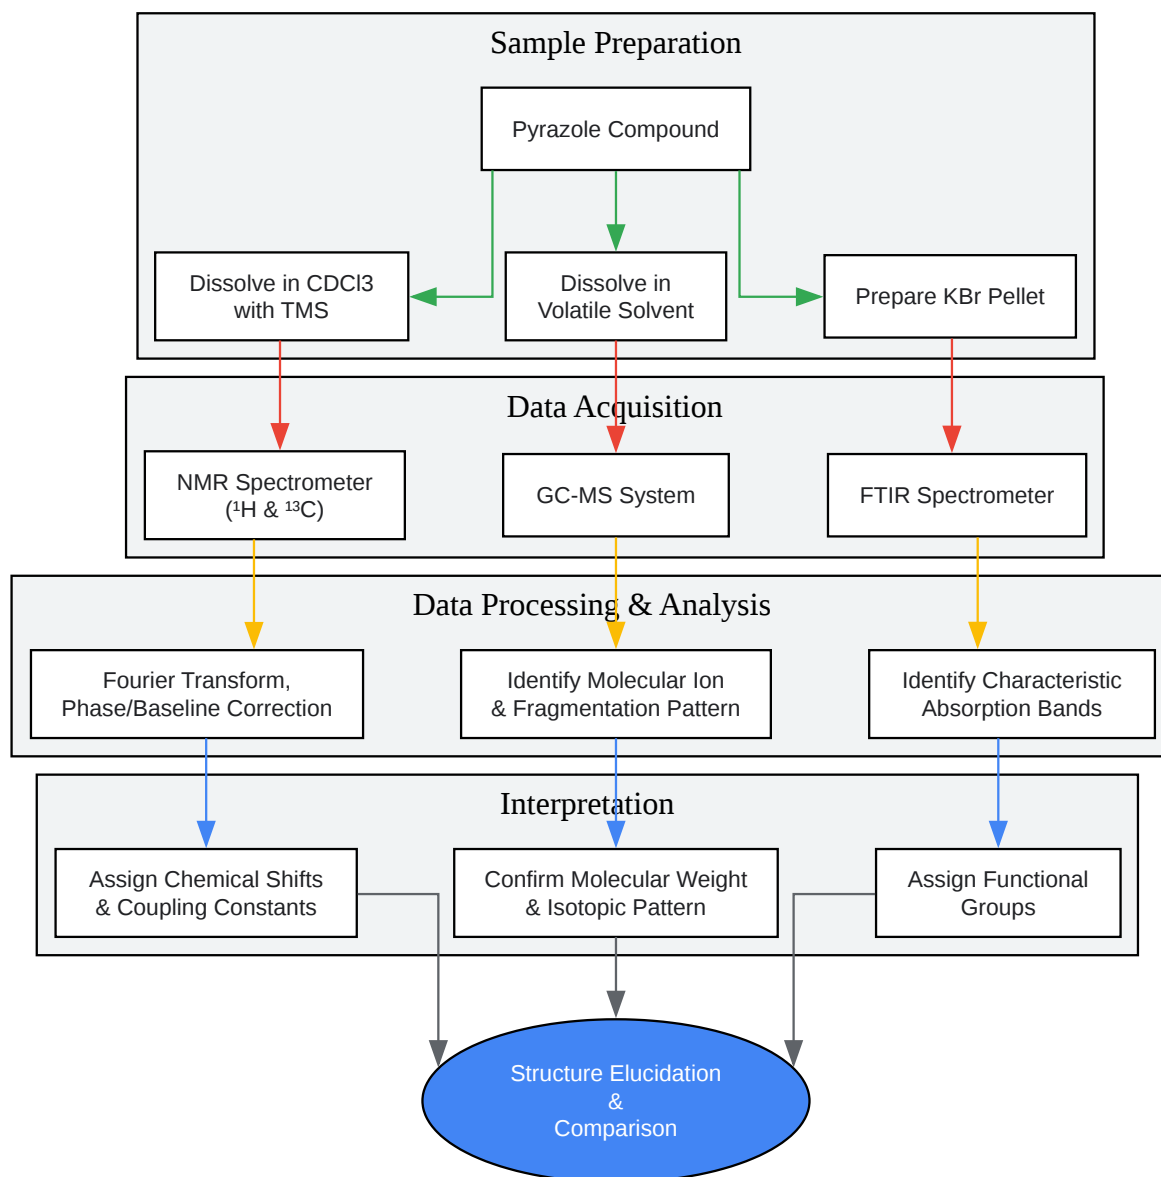 Sample Preparation
Pyrazole Compound
Dissolve in CDCl3
with TMS
Dissolve in
Volatile Solvent
Prepare KBr Pellet
Data Acquisition
NMR Spectrometer
(¹H & ¹³C)
GC-MS System
FTIR Spectrometer
Data Processing & Analysis
Fourier Transform,
Phase/Baseline Correction
Identify Molecular Ion
& Fragmentation Pattern
Identify Characteristic
Absorption Bands
Interpretation
Assign Chemical Shifts
& Coupling Constants
Confirm Molecular Weight
& Isotopic Pattern
Assign Functional
Groups
Structure Elucidation
&
Comparison